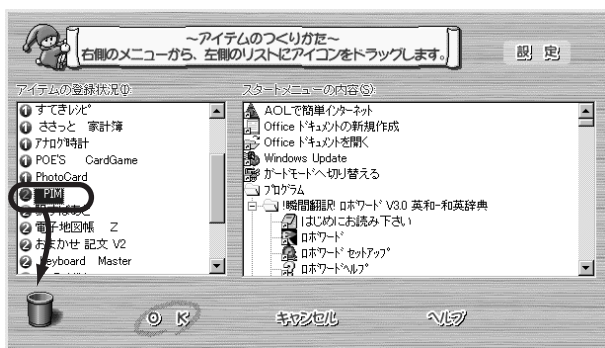 ～アイテムのつくりかた～
右側のメニューから、左側のリストにアイコンをドラッグします。
設 定
アイテムの登録状況(I):
❶ すてきレシピ
❶ ささっと 家計簿
❶ アナログ時計
❶ POE'S CardGame
❶ PhotoCard
❷ PIM
❷ 電子地図帳 Z
❷ おまかせ 記文 V2
❷ Keyboard Master
スタートメニューの内容(S):
AOLで簡単インターネット
Office ドキュメントの新規作成
Office ドキュメントを開く
Windows Update
ガードモードへ切り替える
プログラム
!瞬間翻訳! ロボワード V3.0 英和-和英辞典
はじめにお読み下さい
ロボワード
ロボワード セットアップ
ロボワードヘルプ
O K
キャンセル
ヘルプ